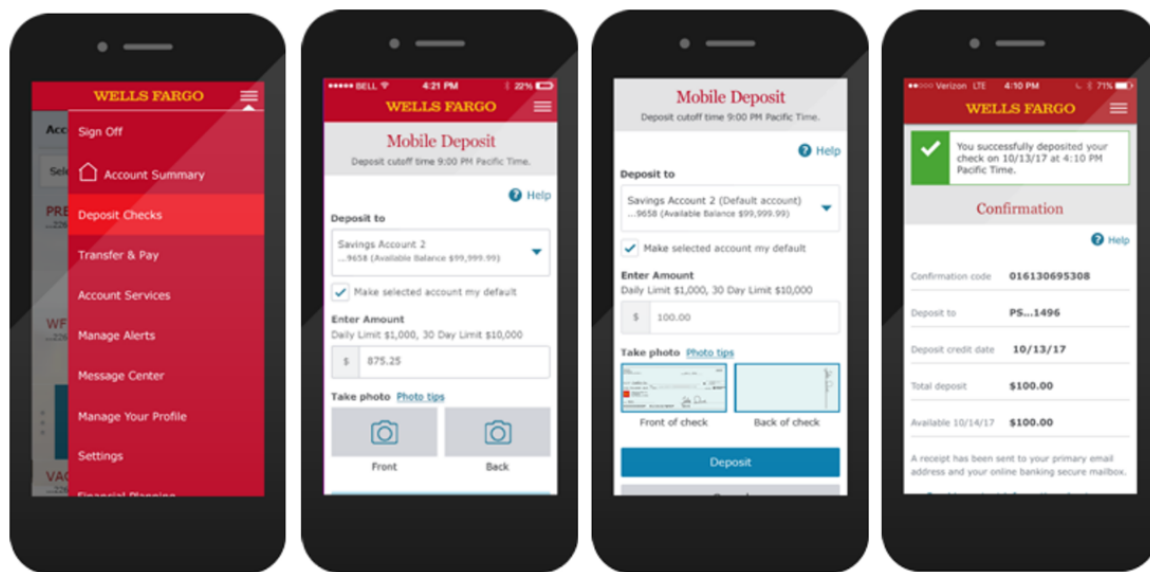 WELLS FARGO
Acc
Sign Off
Sel
Account Summary
PRE
...226
Deposit Checks
Transfer & Pay
Account Services
WF
Manage Alerts
Message Center
Manage Your Profile
Settings
VAC
...226
Financial Planning
BELL 4:21 PM 22%
WELLS FARGO
Mobile Deposit
Deposit cutoff time 9:00 PM Pacific Time.
? Help
Deposit to
Savings Account 2
...9658 (Available Balance $99,999.99)
Make selected account my default
Enter Amount
Daily Limit $1,000, 30 Day Limit $10,000
$ 875.25
Take photo Photo tips
Front Back
Mobile Deposit
Deposit cutoff time 9:00 PM Pacific Time.
? Help
Deposit to
Savings Account 2 (Default account)
...9658 (Available Balance $99,999.99)
Make selected account my default
Enter Amount
Daily Limit $1,000, 30 Day Limit $10,000
$ 100.00
Take photo Photo tips
Front of check Back of check
Deposit
Verizon LTE 4:10 PM 71%
WELLS FARGO
You successfully deposited your
check on 10/13/17 at 4:10 PM
Pacific Time.
Confirmation
? Help
Confirmation code 016130695308
Deposit to PS...1496
Deposit credit date 10/13/17
Total deposit $100.00
Available 10/14/17 $100.00
A receipt has been sent to your primary email
address and your online banking secure mailbox.